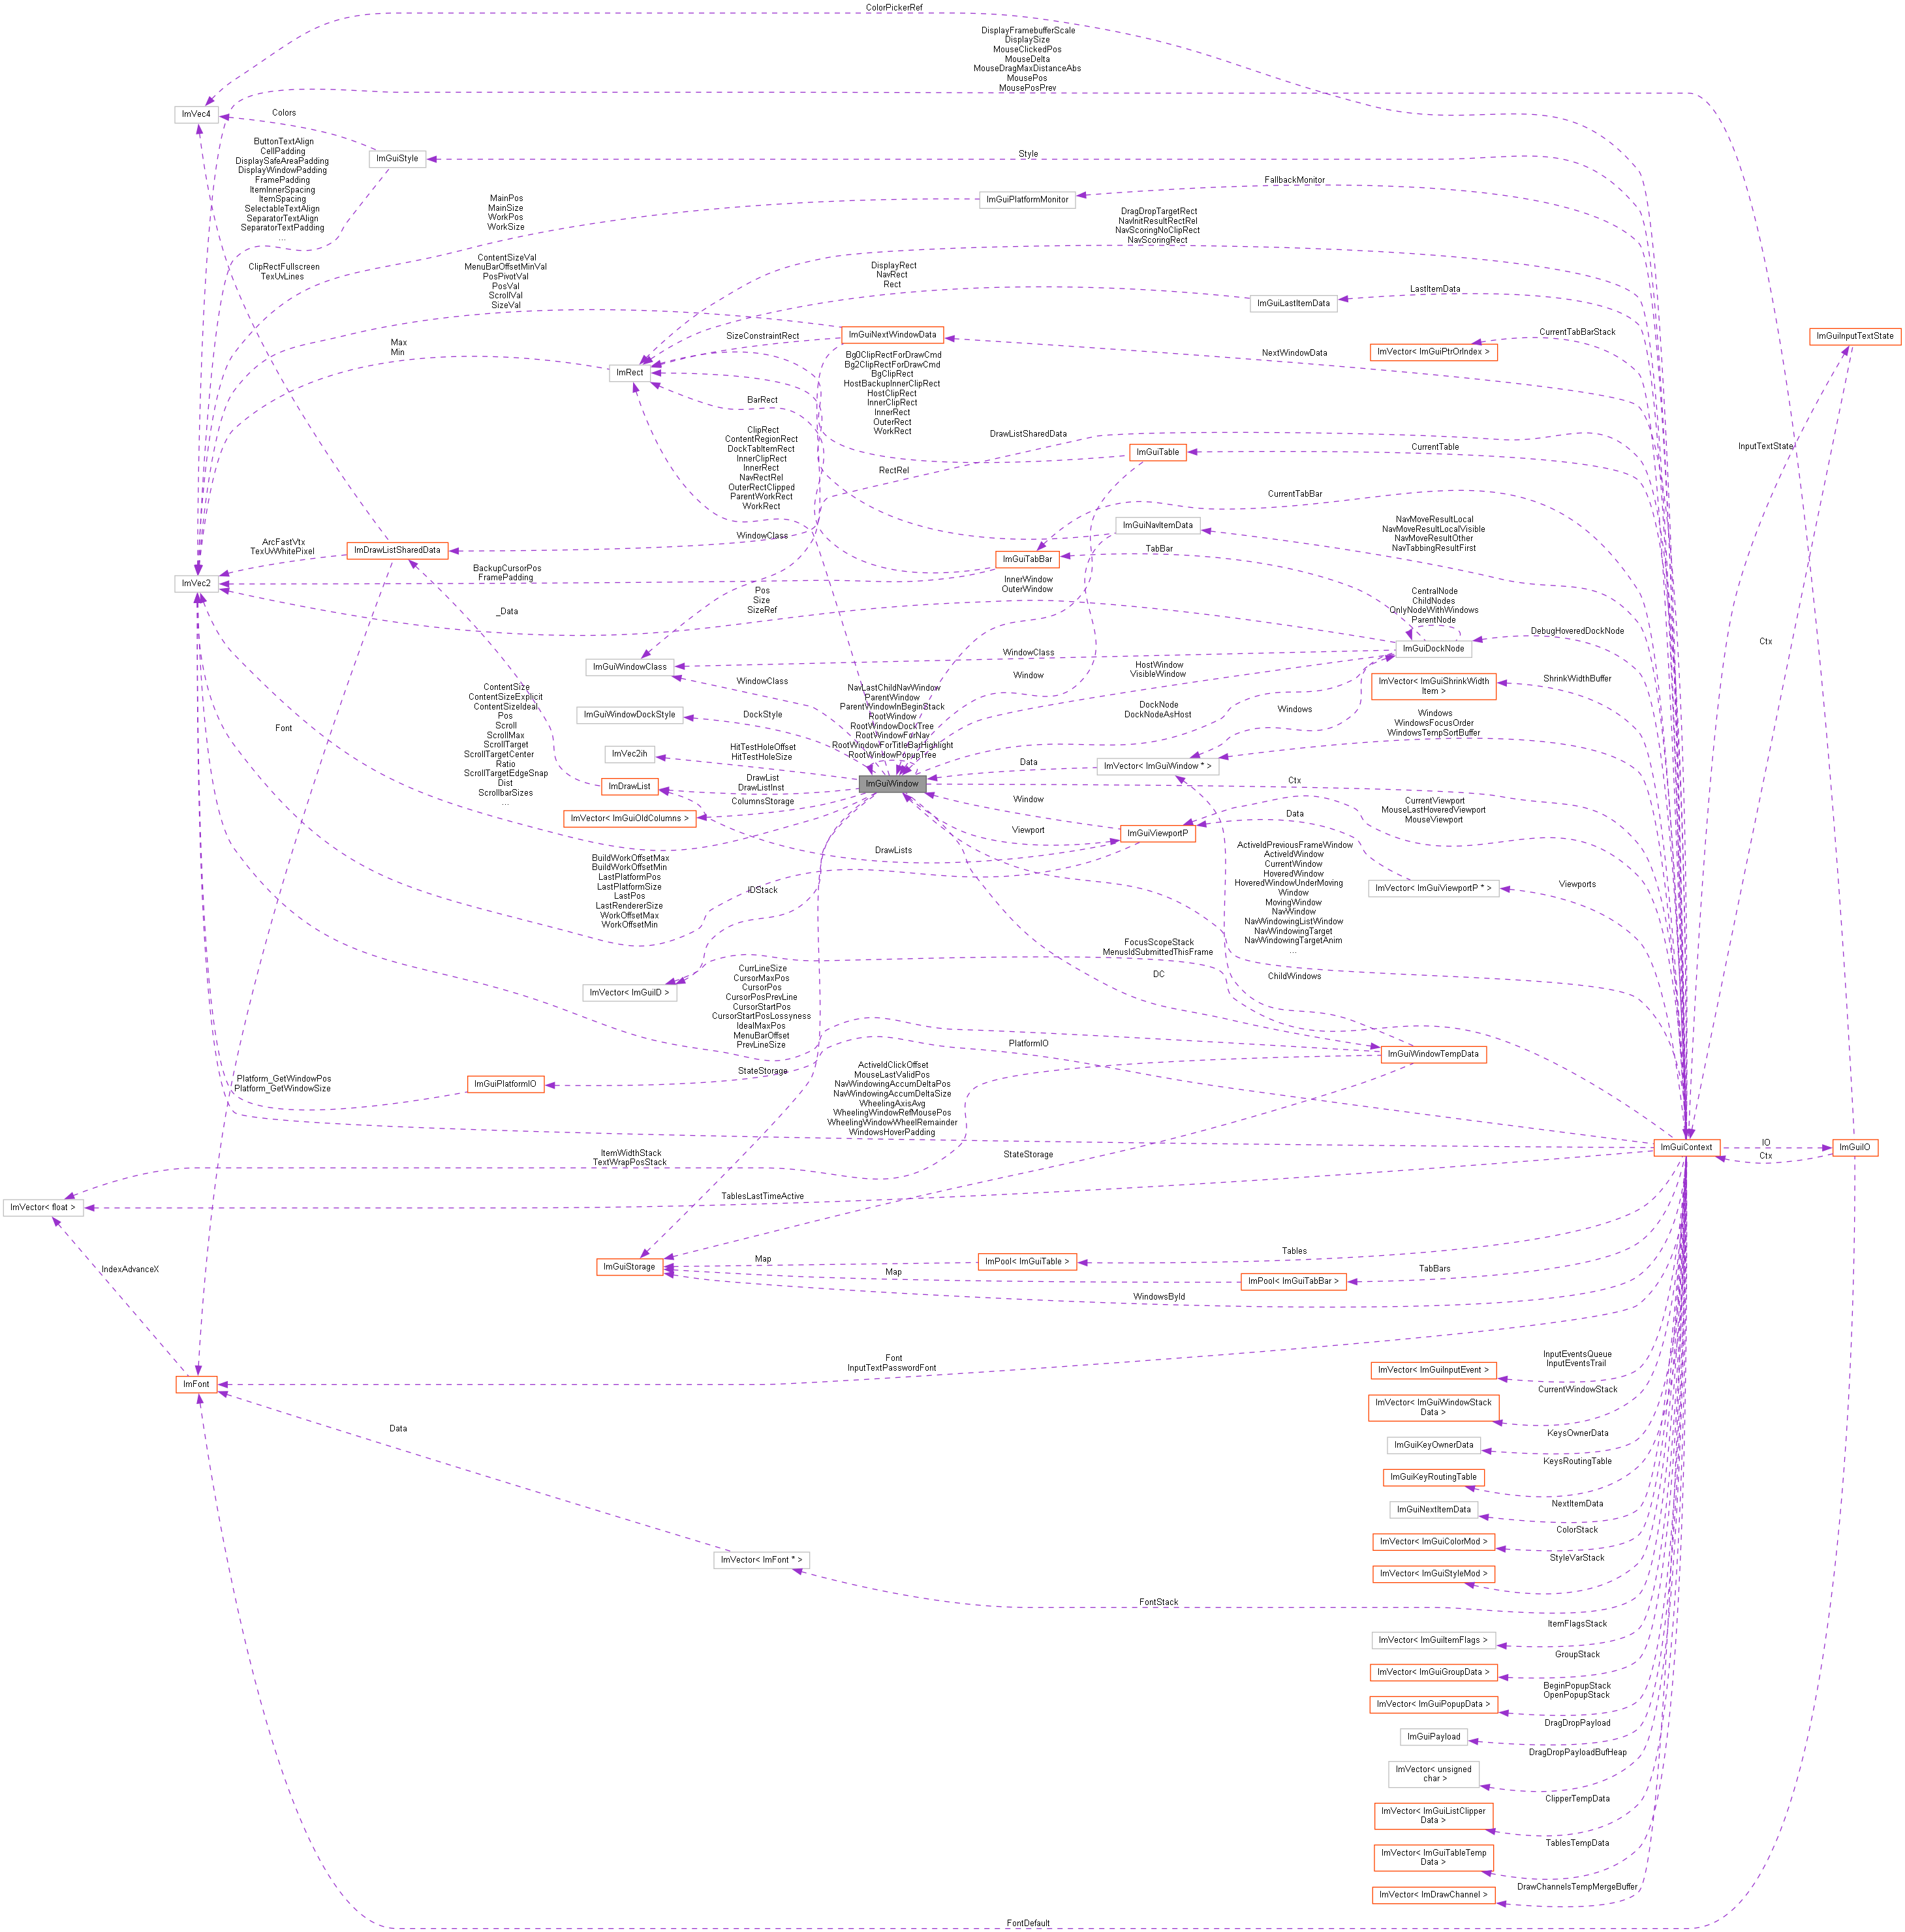 ColorPickerRef
DisplayFramebufferScale
DisplaySize
MouseClickedPos
MouseDelta
MouseDragMaxDistanceAbs
MousePos
MousePosPrev
ImVec4
Colors
ButtonTextAlign
CellPadding
DisplaySafeAreaPadding
DisplayWindowPadding
FramePadding
ItemInnerSpacing
ItemSpacing
SelectableTextAlign
SeparatorTextAlign
SeparatorTextPadding
...
ImGuiStyle
Style
FallbackMonitor
ImGuiPlatformMonitor
MainPos
MainSize
WorkPos
WorkSize
DragDropTargetRect
NavInitResultRectRel
NavScoringNoClipRect
NavScoringRect
ClipRectFullscreen
TexUvLines
ContentSizeVal
MenuBarOffsetMinVal
PosPivotVal
PosVal
ScrollVal
SizeVal
DisplayRect
NavRect
Rect
ImGuiLastItemData
LastItemData
Max
Min
SizeConstraintRect
ImGuiNextWindowData
NextWindowData
CurrentTabBarStack
ImVector< ImGuiPtrOrIndex >
ImGuiInputTextState
ImRect
Bg0ClipRectForDrawCmd
Bg2ClipRectForDrawCmd
BgClipRect
HostBackupInnerClipRect
HostClipRect
InnerClipRect
InnerRect
OuterRect
WorkRect
BarRect
ClipRect
ContentRegionRect
DockTabItemRect
InnerClipRect
InnerRect
NavRectRel
OuterRectClipped
ParentWorkRect
WorkRect
DrawListSharedData
ImGuiTable
CurrentTable
InputTextState
RectRel
CurrentTabBar
ImGuiNavItemData
NavMoveResultLocal
NavMoveResultLocalVisible
NavMoveResultOther
NavTabbingResultFirst
WindowClass
ArcFastVtx
TexUvWhitePixel
ImDrawListSharedData
ImGuiTabBar
TabBar
ImVec2
BackupCursorPos
FramePadding
InnerWindow
OuterWindow
Pos
Size
SizeRef
_Data
CentralNode
ChildNodes
OnlyNodeWithWindows
ParentNode
DebugHoveredDockNode
Ctx
ImGuiDockNode
ImGuiWindowClass
WindowClass
HostWindow
VisibleWindow
Window
WindowClass
ImVector< ImGuiShrinkWidth
Item >
ShrinkWidthBuffer
NavLastChildNavWindow
ParentWindow
ParentWindowInBeginStack
RootWindow
RootWindowDockTree
RootWindowForNav
RootWindowForTitleBarHighlight
RootWindowPopupTree
DockNode
DockNodeAsHost
Windows
ImGuiWindowDockStyle
DockStyle
Windows
WindowsFocusOrder
WindowsTempSortBuffer
Font
ContentSize
ContentSizeExplicit
ContentSizeIdeal
Pos
Scroll
ScrollMax
ScrollTarget
ScrollTargetCenter
Ratio
ScrollTargetEdgeSnap
Dist
ScrollbarSizes
...
ImVec2ih
HitTestHoleOffset
HitTestHoleSize
ImVector< ImGuiWindow * >
Data
ImGuiWindow
Ctx
ImDrawList
DrawList
DrawListInst
ColumnsStorage
ImVector< ImGuiOldColumns >
Window
CurrentViewport
MouseLastHoveredViewport
MouseViewport
Data
Viewport
ImGuiViewportP
DrawLists
ActiveIdPreviousFrameWindow
ActiveIdWindow
CurrentWindow
HoveredWindow
HoveredWindowUnderMoving
Window
MovingWindow
NavWindow
NavWindowingListWindow
NavWindowingTarget
NavWindowingTargetAnim
...
BuildWorkOffsetMax
BuildWorkOffsetMin
LastPlatformPos
LastPlatformSize
LastPos
LastRendererSize
WorkOffsetMax
WorkOffsetMin
IDStack
ImVector< ImGuiViewportP * >
Viewports
FocusScopeStack
MenusIdSubmittedThisFrame
DC
ChildWindows
ImVector< ImGuiID >
CurrLineSize
CursorMaxPos
CursorPos
CursorPosPrevLine
CursorStartPos
CursorStartPosLossyness
IdealMaxPos
MenuBarOffset
PrevLineSize
PlatformIO
ImGuiWindowTempData
StateStorage
ActiveIdClickOffset
MouseLastValidPos
NavWindowingAccumDeltaPos
NavWindowingAccumDeltaSize
WheelingAxisAvg
WheelingWindowRefMousePos
WheelingWindowWheelRemainder
WindowsHoverPadding
Platform_GetWindowPos
Platform_GetWindowSize
ImGuiPlatformIO
ImGuiContext
IO
Ctx
ImGuiIO
ItemWidthStack
TextWrapPosStack
StateStorage
TablesLastTimeActive
ImVector< float >
Tables
Map
ImPool< ImGuiTable >
ImGuiStorage
Map
ImPool< ImGuiTabBar >
TabBars
IndexAdvanceX
WindowsById
Font
InputTextPasswordFont
ImFont
InputEventsQueue
InputEventsTrail
ImVector< ImGuiInputEvent >
CurrentWindowStack
ImVector< ImGuiWindowStack
Data >
Data
KeysOwnerData
ImGuiKeyOwnerData
KeysRoutingTable
ImGuiKeyRoutingTable
NextItemData
ImGuiNextItemData
ColorStack
ImVector< ImGuiColorMod >
StyleVarStack
ImVector< ImFont * >
ImVector< ImGuiStyleMod >
FontStack
ItemFlagsStack
ImVector< ImGuiItemFlags >
GroupStack
ImVector< ImGuiGroupData >
BeginPopupStack
OpenPopupStack
ImVector< ImGuiPopupData >
DragDropPayload
ImGuiPayload
DragDropPayloadBufHeap
ImVector< unsigned
char >
ClipperTempData
ImVector< ImGuiListClipper
Data >
TablesTempData
ImVector< ImGuiTableTemp
Data >
DrawChannelsTempMergeBuffer
ImVector< ImDrawChannel >
FontDefault